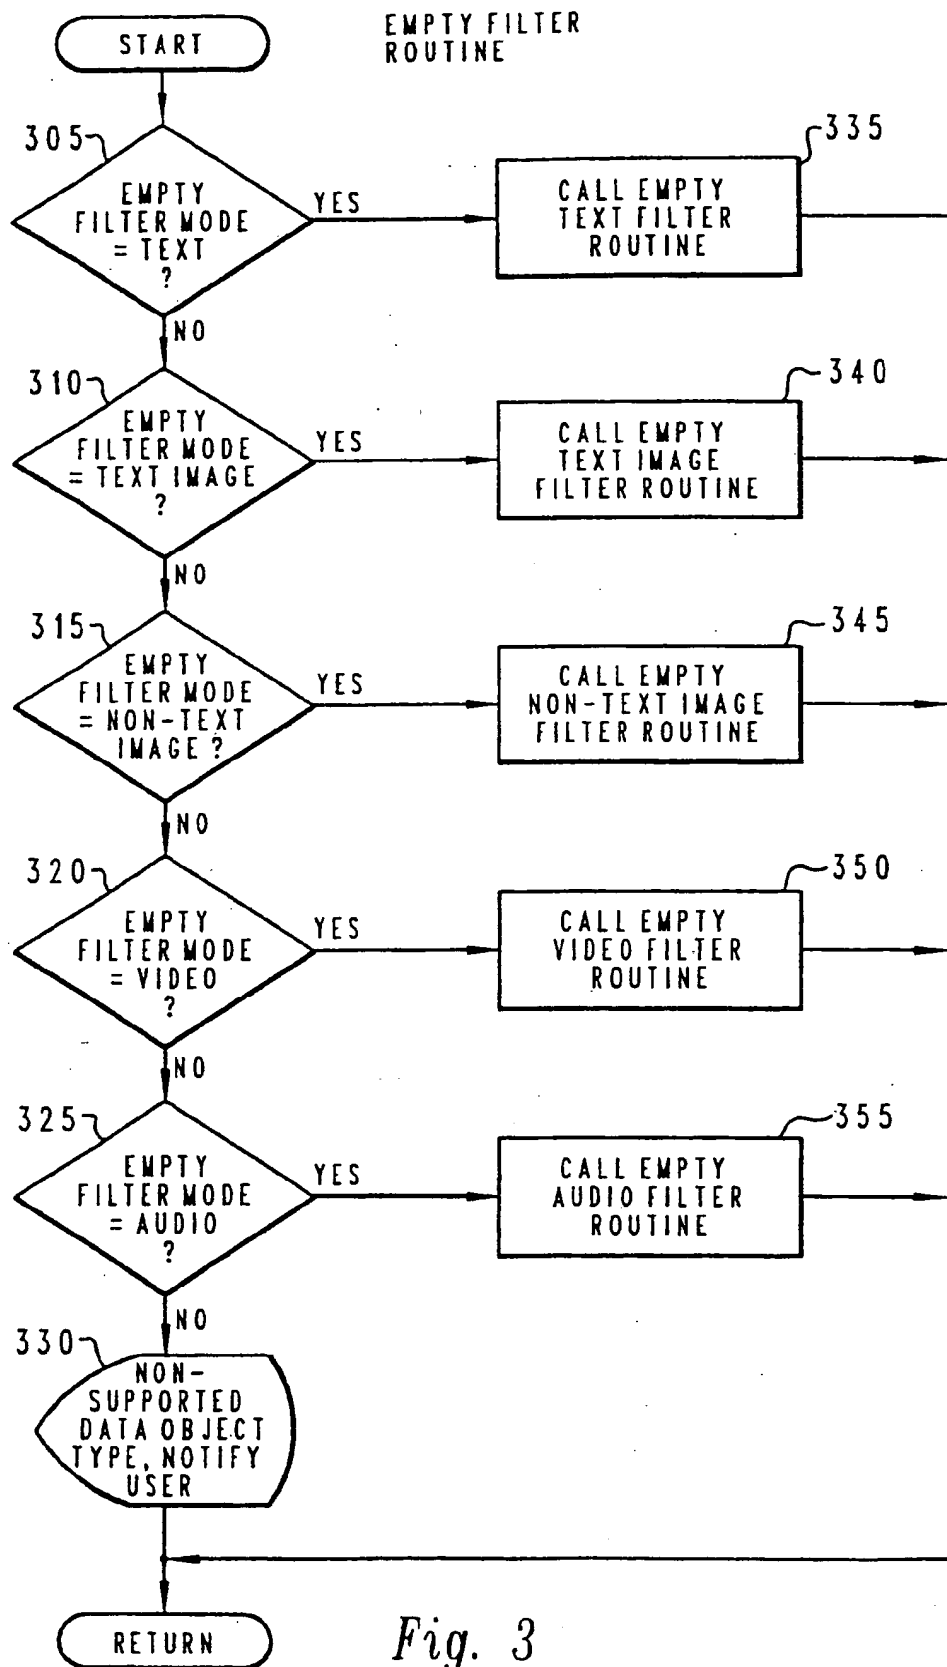 EMPTY FILTER
ROUTINE
START
305
EMPTY
FILTER MODE
= TEXT
?
YES
335
CALL EMPTY
TEXT FILTER
ROUTINE
NO
310
EMPTY
FILTER MODE
= TEXT IMAGE
?
YES
340
CALL EMPTY
TEXT IMAGE
FILTER ROUTINE
NO
315
EMPTY
FILTER MODE
= NON-TEXT
IMAGE ?
YES
345
CALL EMPTY
NON-TEXT IMAGE
FILTER ROUTINE
NO
320
EMPTY
FILTER MODE
= VIDEO
?
YES
350
CALL EMPTY
VIDEO FILTER
ROUTINE
NO
325
EMPTY
FILTER MODE
= AUDIO
?
YES
355
CALL EMPTY
AUDIO FILTER
ROUTINE
NO
330
NON-
SUPPORTED
DATA OBJECT
TYPE, NOTIFY
USER
RETURN
Fig. 3